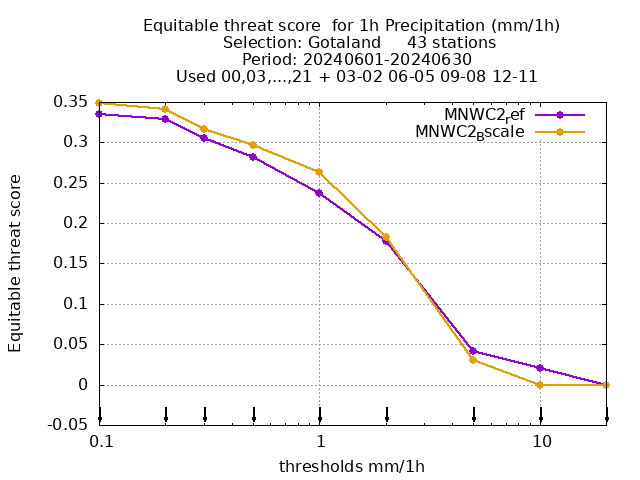 Equitable threat score  for 1h Precipitation (mm/1h)
Selection: Gotaland     43 stations
Period: 20240601-20240630
Used 00,03,...,21 + 03-02 06-05 09-08 12-11
MNWC2ref
MNWC2Bscale
0.35
0.3
0.25
0.2
0.15
0.1
0.05
0
-0.05
Equitable threat score
0.1 1 10
thresholds mm/1h